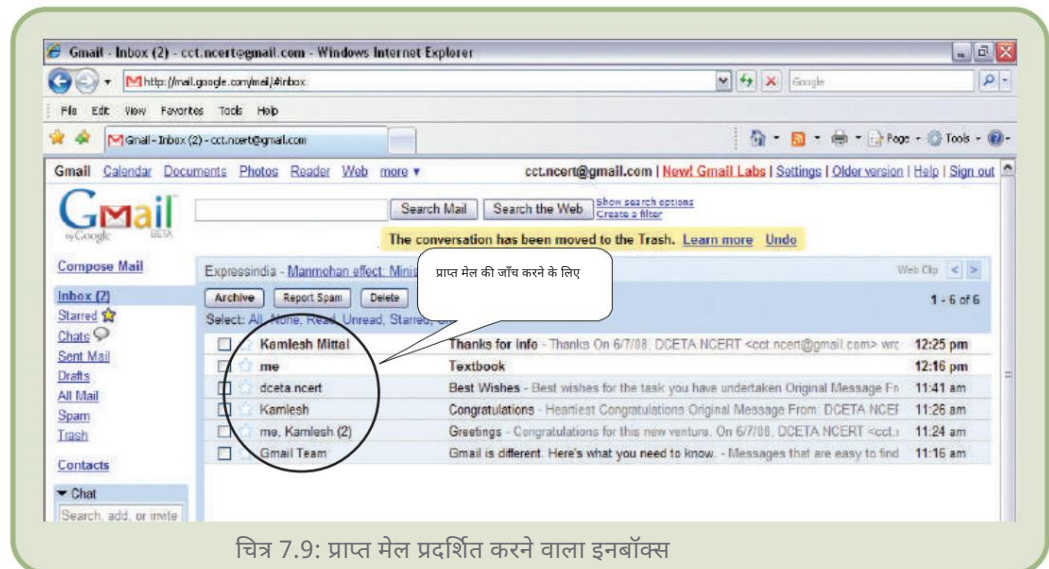 Gmail - Inbox (2) - cct.ncert@gmail.com - Windows Internet Explorer
http://mail.google.com/mail/#inbox
Google
File Edit View Favorites Tools Help
Gmail - Inbox (2) - cct.ncert@gmail.com
Page Tools
Gmail Calendar Documents Photos Reader Web more cct.ncert@gmail.com | New! Gmail Labs | Settings | Older version | Help | Sign out
Gmail
by Google BETA
Search Mail Search the Web Show search options
Create a filter
The conversation has been moved to the Trash. Learn more Undo
Compose Mail
Expressindia - Manmohan effect: Web Clip < >
प्राप्त मेल की जाँच करने के लिए
Inbox (2) Archive Report Spam Delete 1 - 6 of 6
Starred Select: All, None, Read, Unread, Starred,
Chats Kamlesh Mittal Thanks for Info - Thanks On 6/7/08, DCETA NCERT <cct.ncert@gmail.com> wrc 12:25 pm
Sent Mail me Textbook 12:16 pm
Drafts dceta.ncert Best Wishes - Best wishes for the task you have undertaken Original Message Fr 11:41 am
All Mail
Spam Kamlesh Congratulations - Heartiest Congratulations Original Message From: DCETA NCEF 11:26 am
Trash me, Kamlesh (2) Greetings - Congratulations for this new venture. On 6/7/08, DCETA NCERT <cct.r 11:24 am
Contacts Gmail Team Gmail is different. Here's what you need to know. - Messages that are easy to find 11:16 am
Chat
Search, add, or invite
चित्र 7.9: प्राप्त मेल प्रदर्शित करने वाला इनबॉक्स